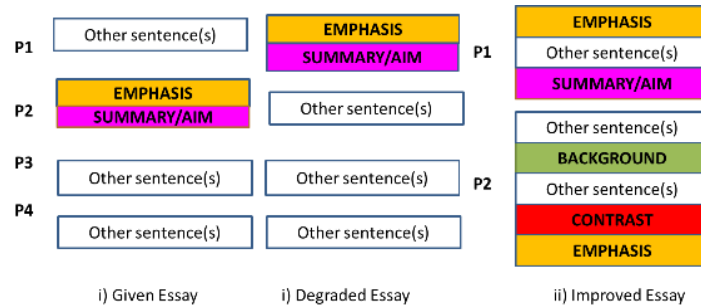 P1
Other sentence(s)
EMPHASIS
SUMMARY/AIM
P2
EMPHASIS
SUMMARY/AIM
Other sentence(s)
P3
Other sentence(s)
Other sentence(s)
P4
Other sentence(s)
Other sentence(s)
i) Given Essay
i) Degraded Essay
P1
EMPHASIS
Other sentence(s)
SUMMARY/AIM
P2
Other sentence(s)
BACKGROUND
Other sentence(s)
CONTRAST
EMPHASIS
ii) Improved Essay